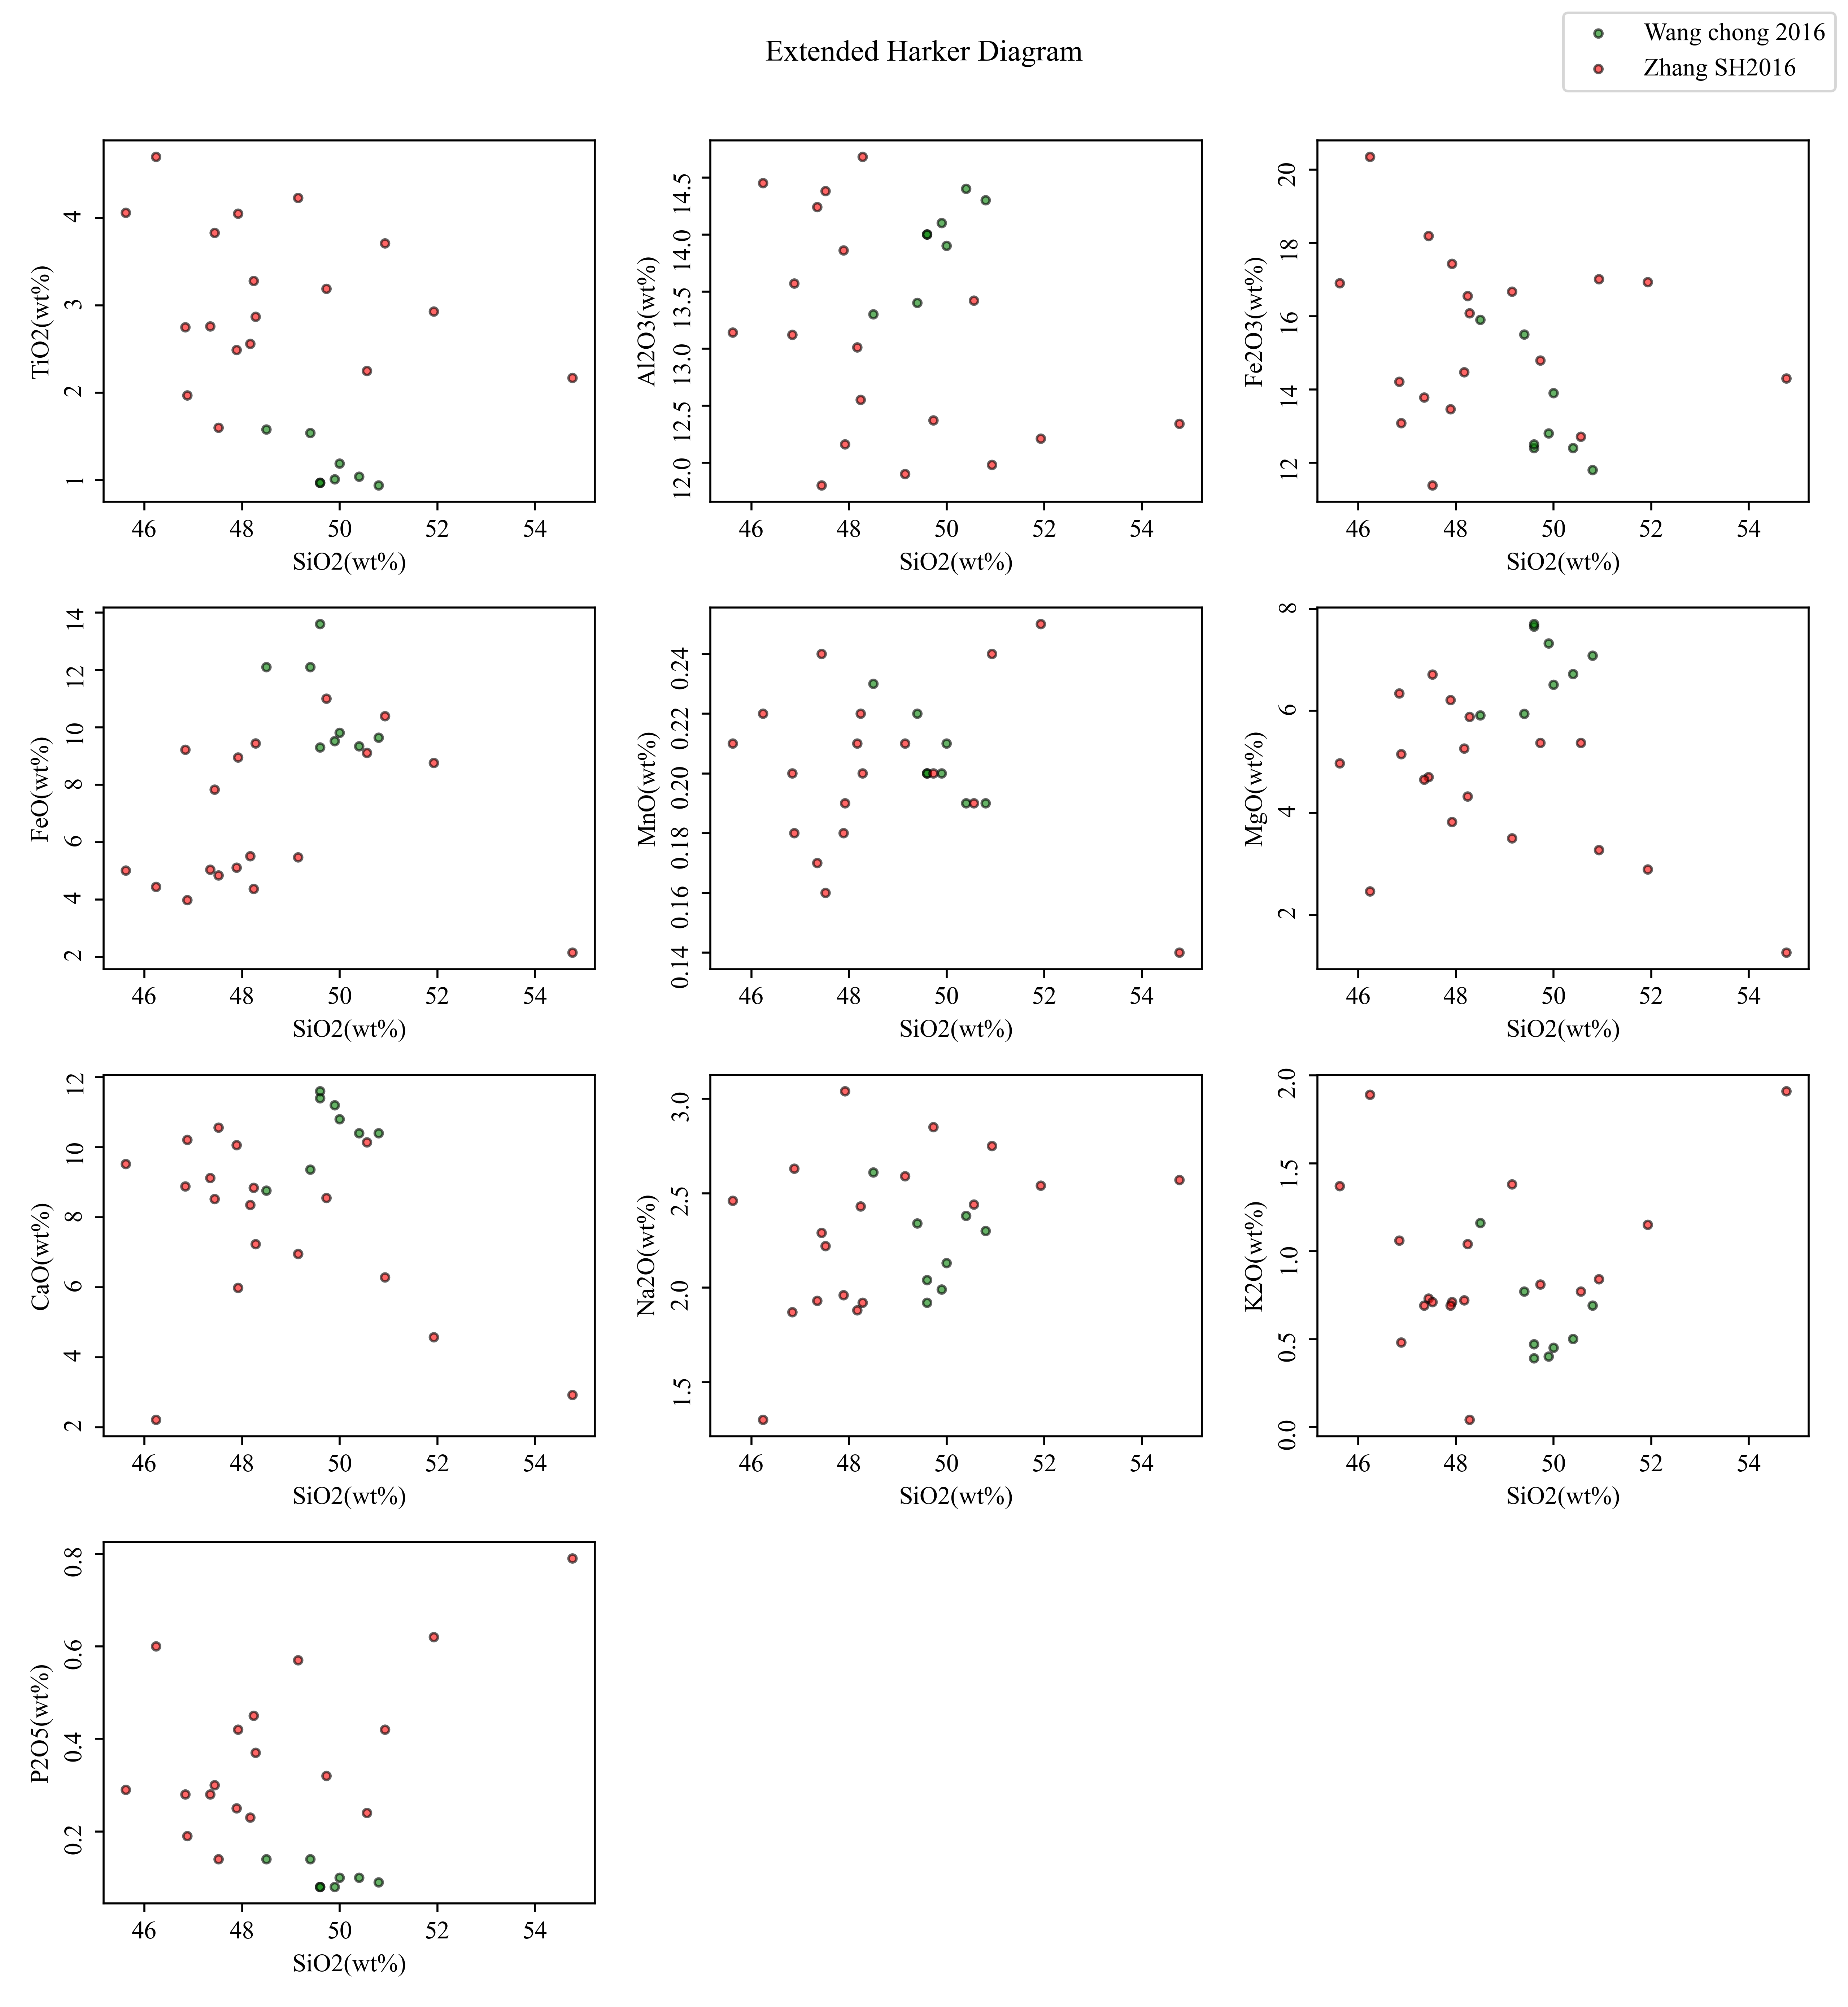 Extended Harker Diagram
Wang chong 2016
Zhang SH2016
TiO2(wt%)
1
2
3
4
46 48 50 52 54
SiO2(wt%)
Al2O3(wt%)
12.0
12.5
13.0
13.5
14.0
14.5
46 48 50 52 54
SiO2(wt%)
Fe2O3(wt%)
12
14
16
18
20
46 48 50 52 54
SiO2(wt%)
FeO(wt%)
2
4
6
8
10
12
14
46 48 50 52 54
SiO2(wt%)
MnO(wt%)
0.14
0.16
0.18
0.20
0.22
0.24
46 48 50 52 54
SiO2(wt%)
MgO(wt%)
2
4
6
8
46 48 50 52 54
SiO2(wt%)
CaO(wt%)
2
4
6
8
10
12
46 48 50 52 54
SiO2(wt%)
Na2O(wt%)
1.5
2.0
2.5
3.0
46 48 50 52 54
SiO2(wt%)
K2O(wt%)
0.0
0.5
1.0
1.5
2.0
46 48 50 52 54
SiO2(wt%)
P2O5(wt%)
0.2
0.4
0.6
0.8
46 48 50 52 54
SiO2(wt%)